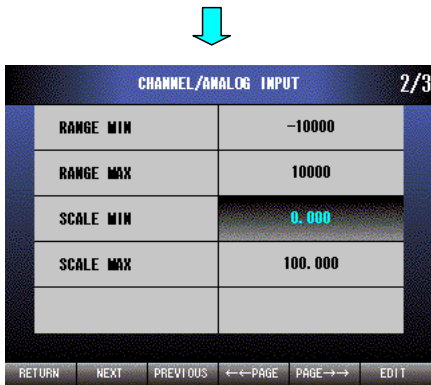 CHANNEL/ANALOG INPUT 2/3
RANGE MIN -10000
RANGE MAX 10000
SCALE MIN 0.000
SCALE MAX 100.000
RETURN NEXT PREVIOUS ←←PAGE PAGE→→ EDIT